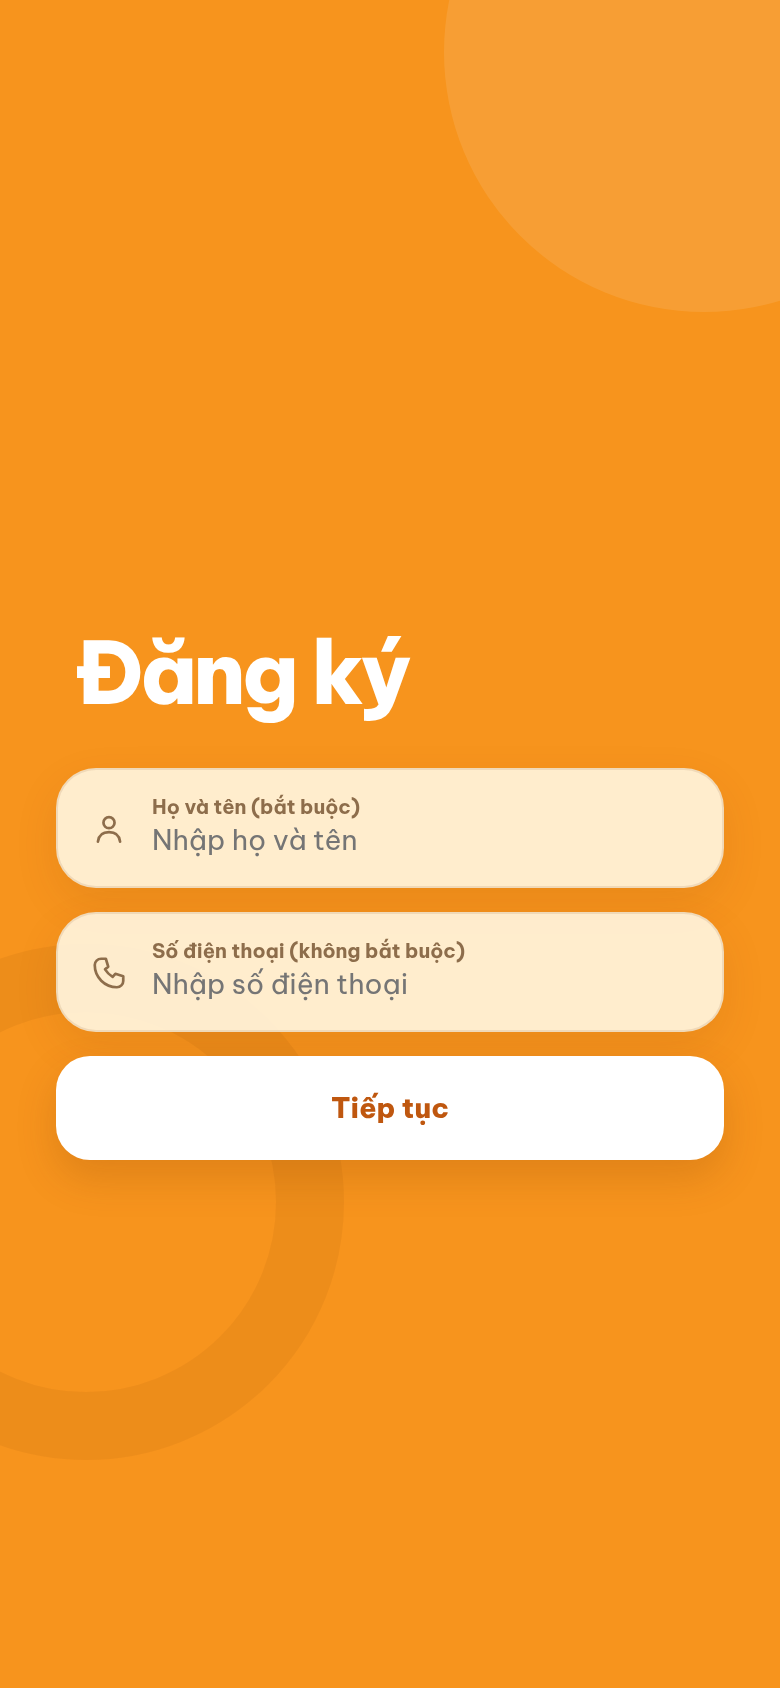 Đăng ký
Họ và tên (bắt buộc)
Nhập họ và tên
Số điện thoại (không bắt buộc)
Nhập số điện thoại
Tiếp tục